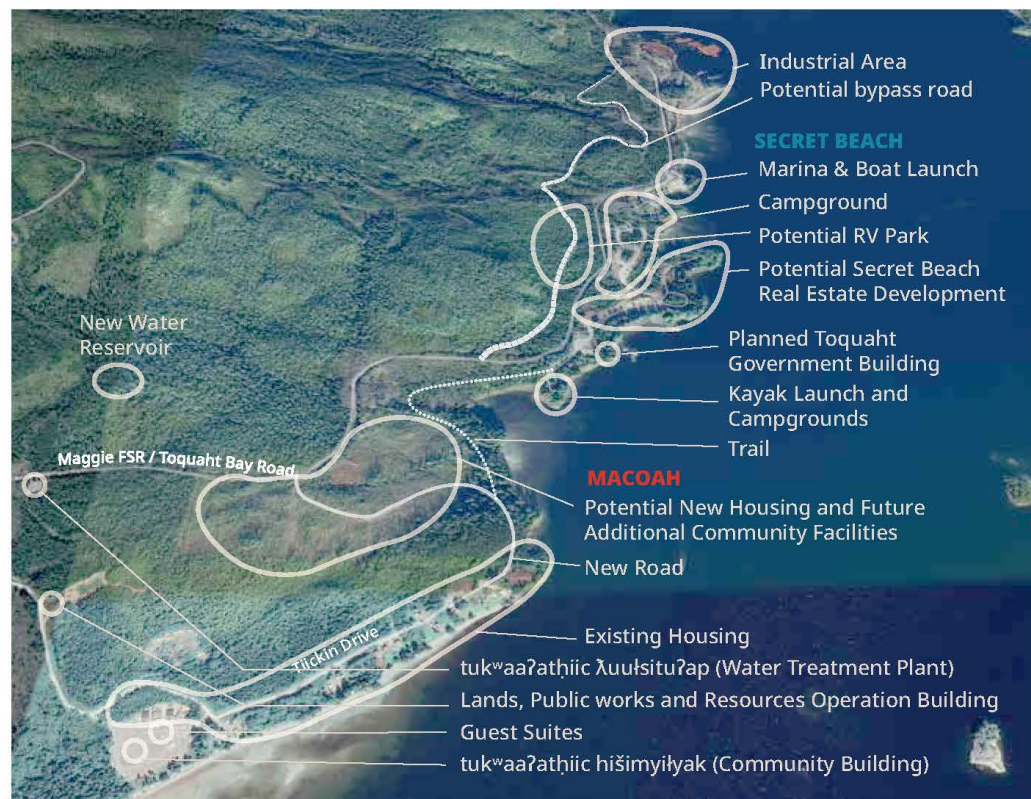 Industrial Area
Potential bypass road
SECRET BEACH
Marina & Boat Launch
Campground
Potential RV Park
Potential Secret Beach
Real Estate Development
New Water
Reservoir
Planned Toquaht
Government Building
Kayak Launch and
Campgrounds
Trail
Maggie FSR / Toquaht Bay Road
MACOAH
Potential New Housing and Future
Additional Community Facilities
New Road
Existing Housing
Tiickin Drive
tukʷaaʔatḥiic ƛuułsituʔap (Water Treatment Plant)
Lands, Public works and Resources Operation Building
Guest Suites
tukʷaaʔatḥiic hišimyiłyak (Community Building)